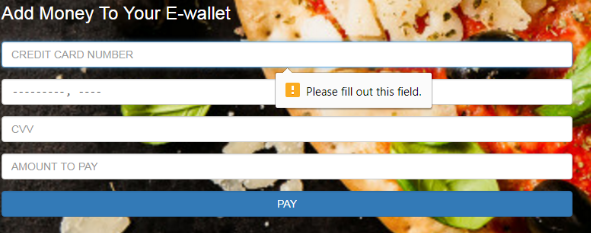 Add Money To Your E-wallet
CREDIT CARD NUMBER
---------, ----
Please fill out this field.
CVV
AMOUNT TO PAY
PAY